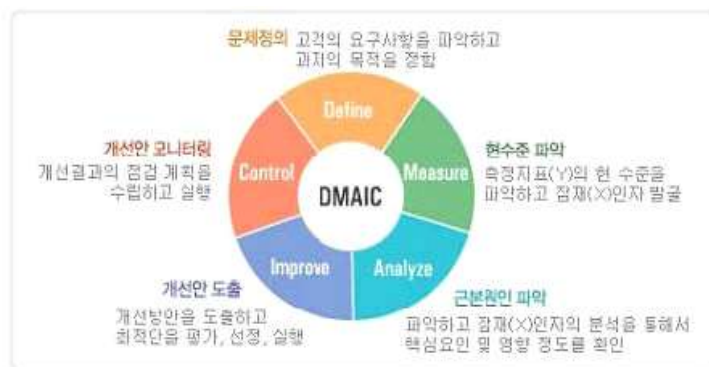 문제정의 고객의 요구사항을 파악하고
과제의 목적을 정함
Define
현수준 파악
측정지표(Y)의 현 수준을
파악하고 잠재(X)인자 발굴
Measure
근본원인 파악
파악하고 잠재(X)인자의 분석을 통해서
핵심요인 및 영향 정도를 확인
Analyze
개선안 도출
개선방안을 도출하고
최적단을 평가, 선정, 실행
Improve
개선안 모니터링
개선결과의 점검 계획을
수립하고 실행
Control
DMAIC